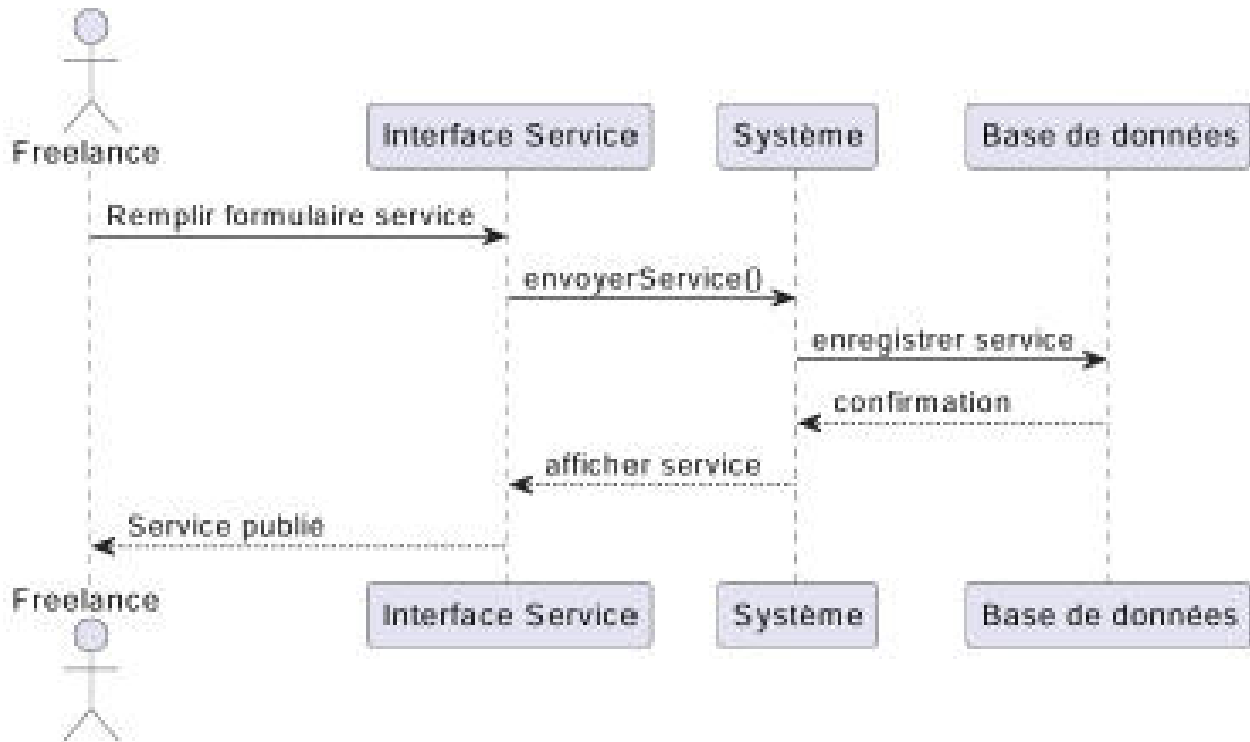 Freelance
Interface Service
Système
Base de données
Remplir formulaire service
envoyerService()
enregistrer service
confirmation
afficher service
Service publié
Freelance
Interface Service
Système
Base de données